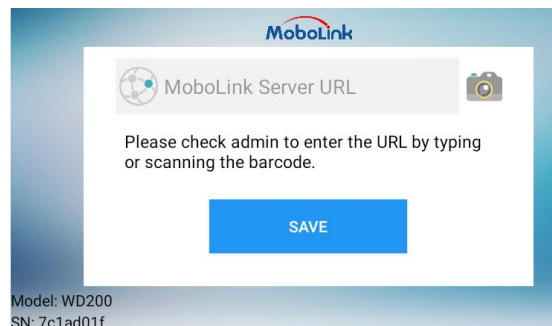 MoboLink
MoboLink Server URL
Please check admin to enter the URL by typing
or scanning the barcode.
SAVE
Model: WD200
SN: 7c1ad01f